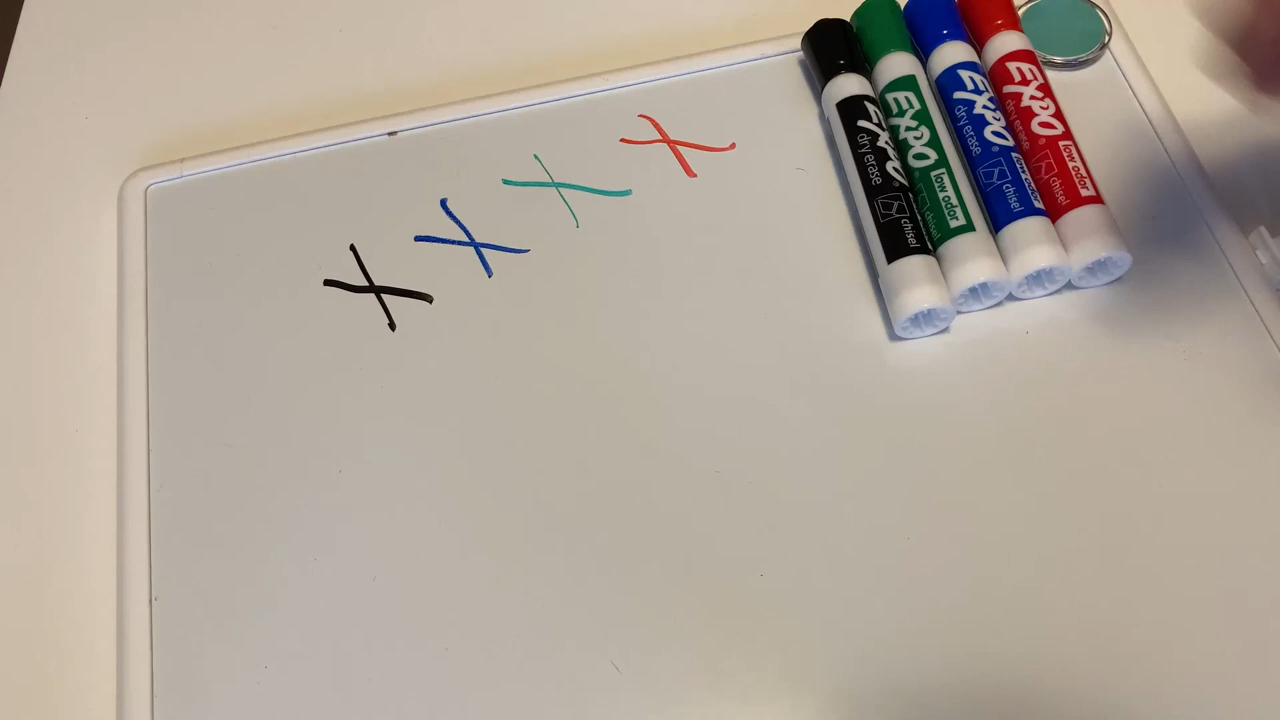 X X X X
EXPO dry erase chisel
EXPO low odor chisel
EXPO dry erase low odor chisel
EXPO dry erase low odor chisel